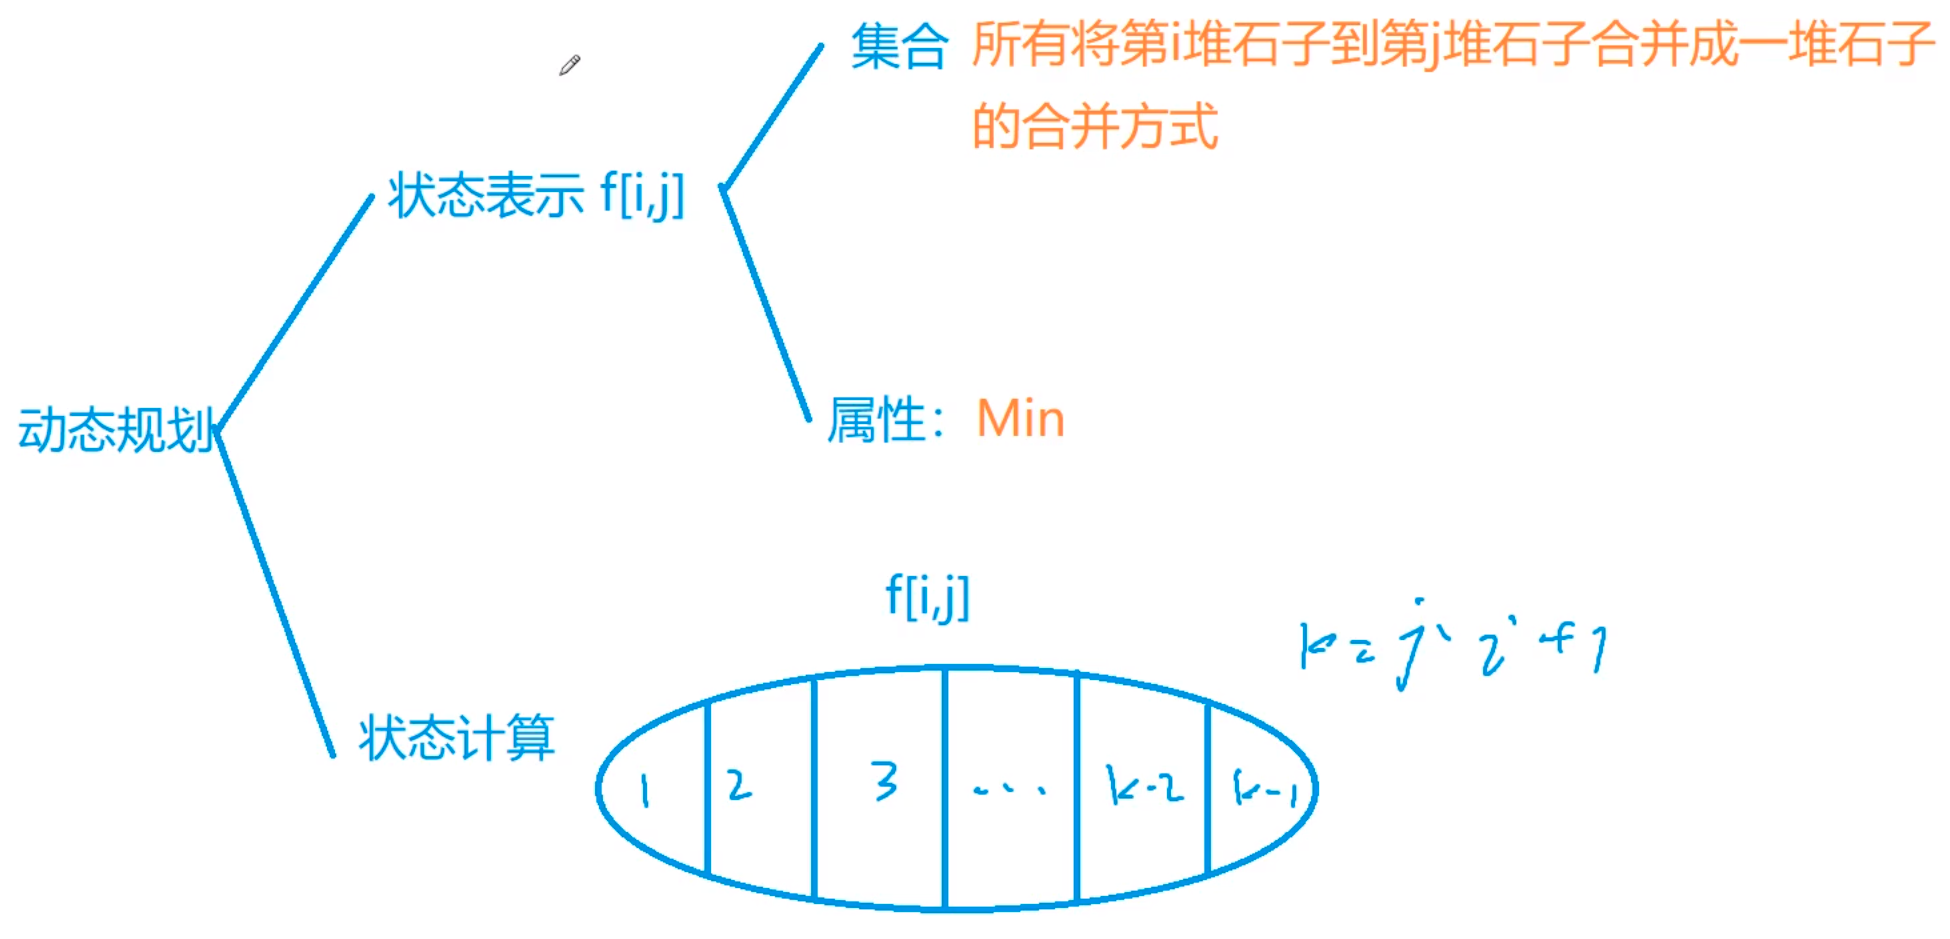 集合 所有将第i堆石子到第j堆石子合并成一堆石子
的合并方式
状态表示 f[i,j]
动态规划
属性：Min
f[i,j]
k=j-i+1
状态计算
1 2 3 ... k-2 k-1